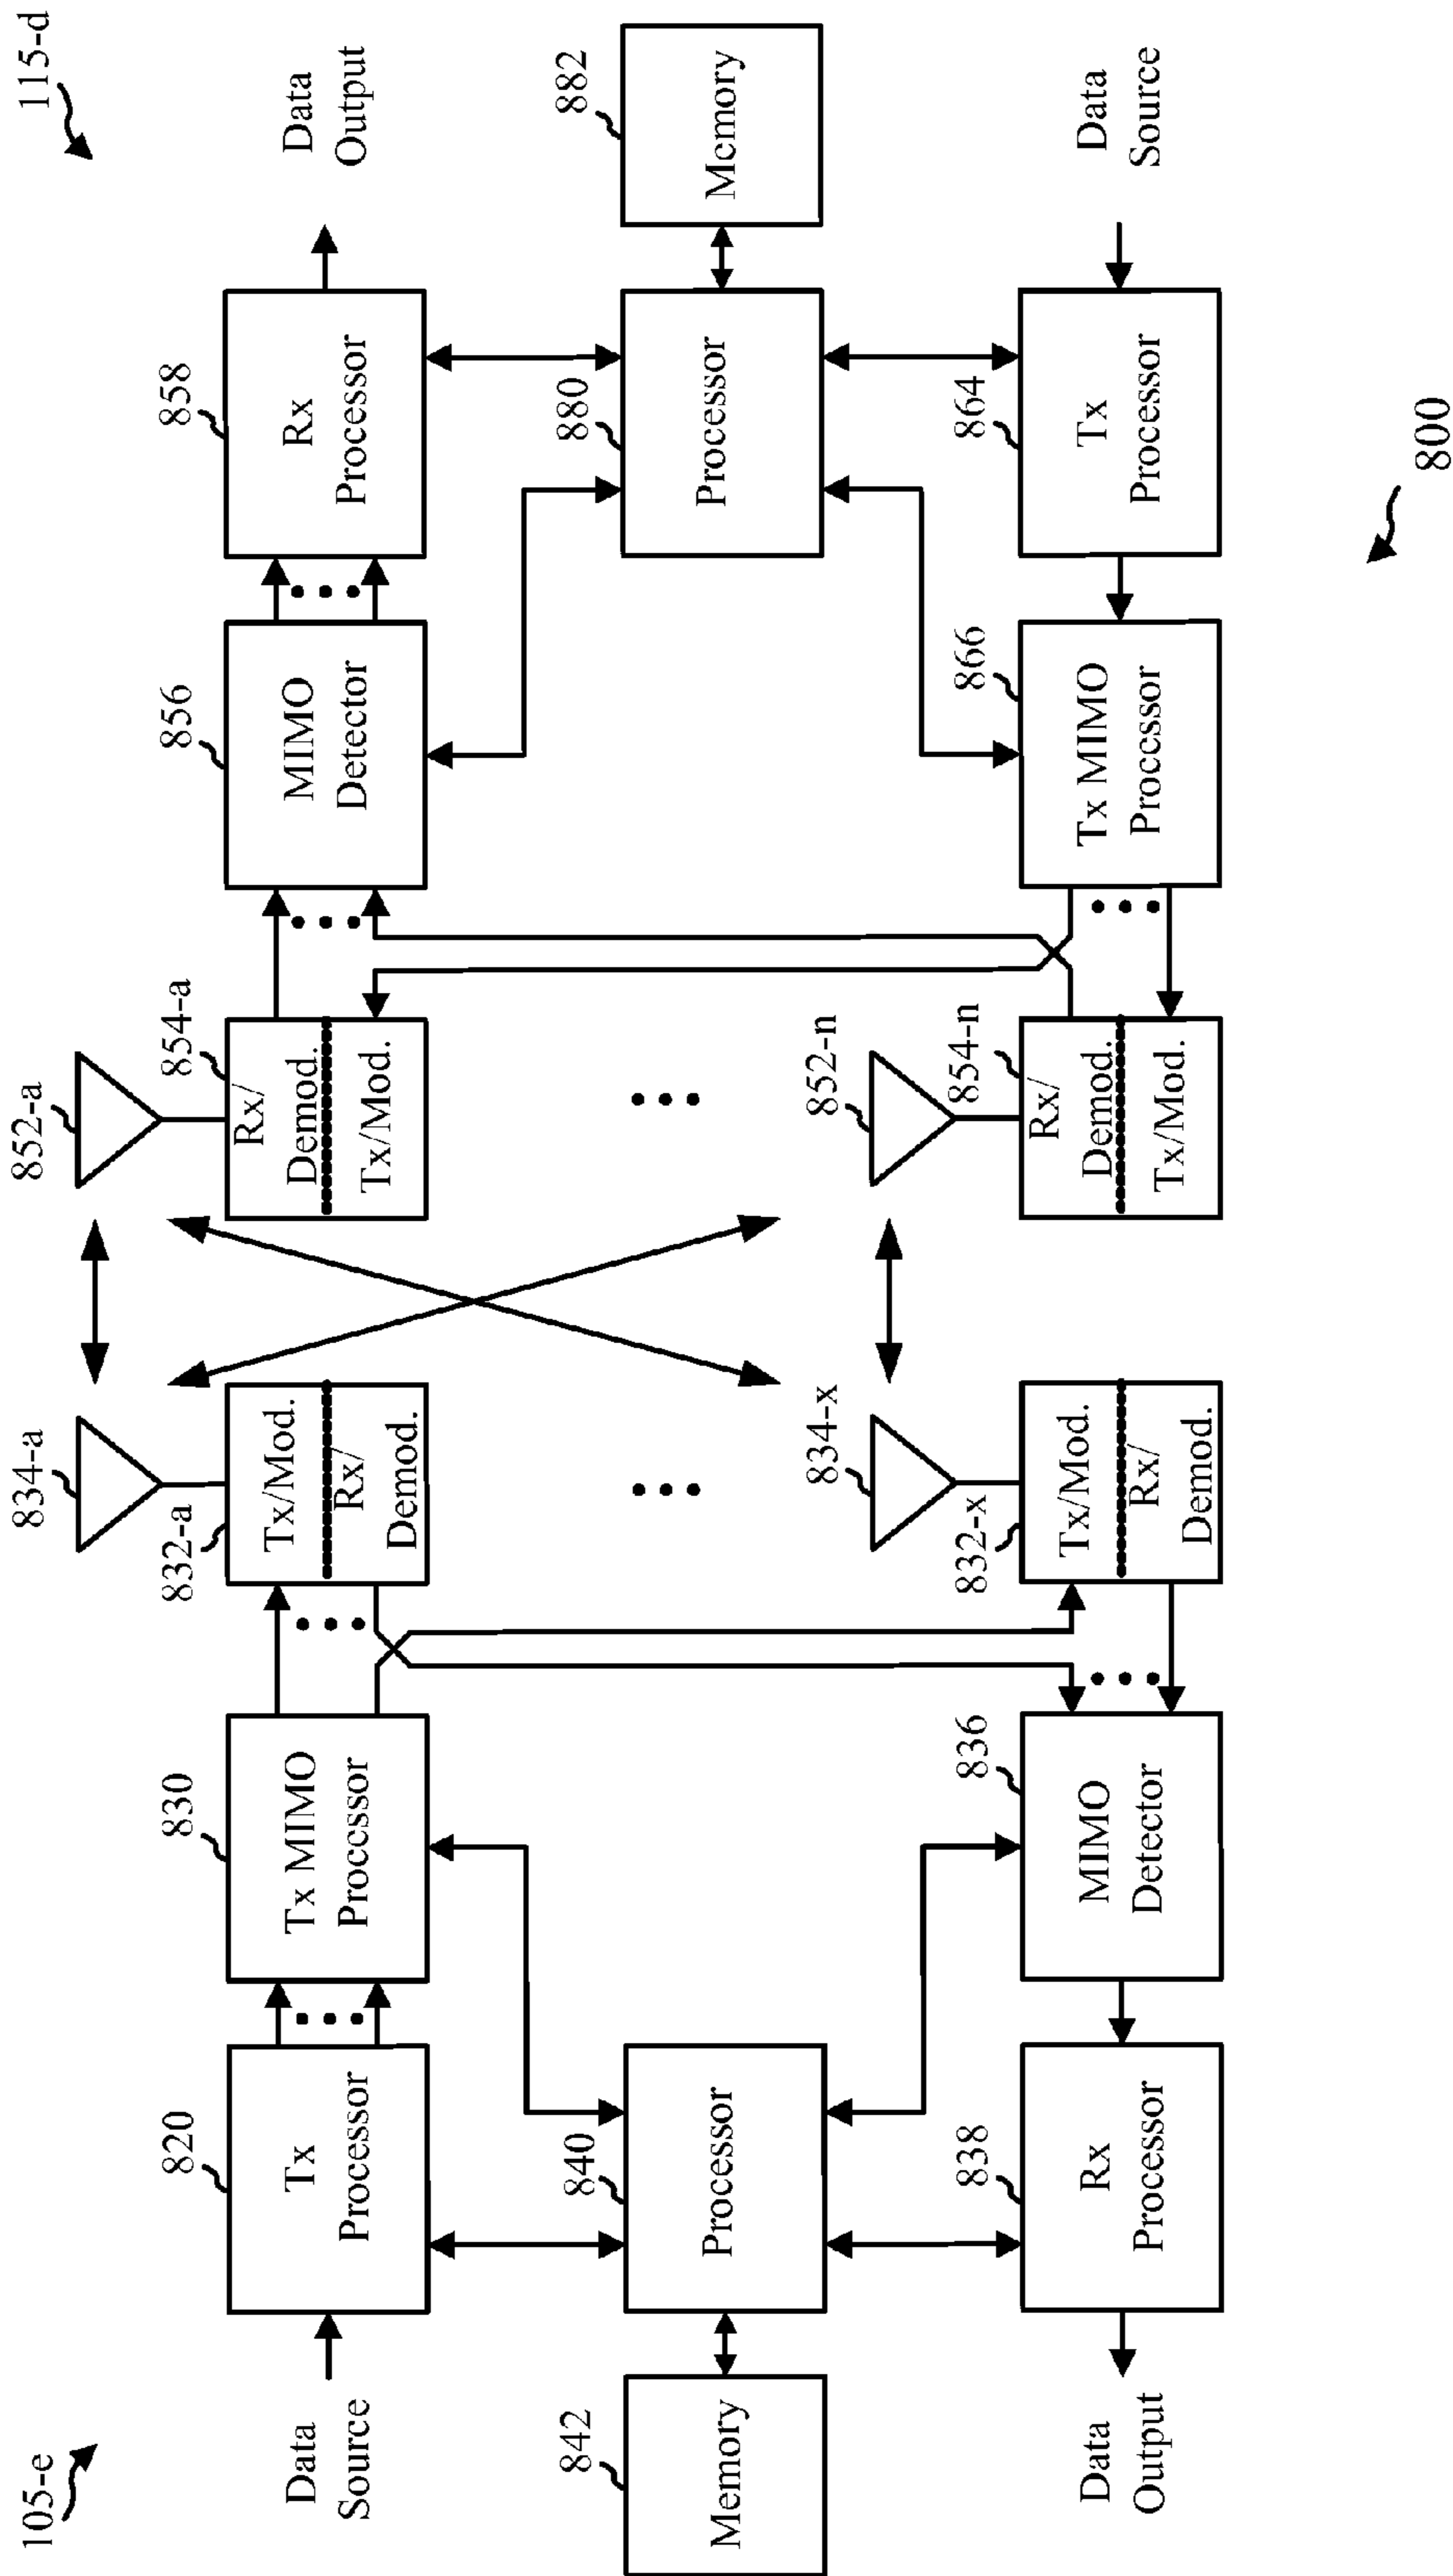 105-e
115-d
834-a
852-a
820
830
832-a
854-a
856
858
Data
Source
Tx
Processor
Tx MIMO
Processor
Tx/Mod.
Rx/
Demod.
Rx/
Demod.
Tx/Mod.
MIMO
Detector
Rx
Processor
Data
Output
842
840
880
882
Memory
Processor
Processor
Memory
834-x
852-n
838
836
832-x
854-n
866
864
Data
Output
Rx
Processor
MIMO
Detector
Tx/Mod.
Rx/
Demod.
Rx/
Demod.
Tx/Mod.
Tx MIMO
Processor
Tx
Processor
Data
Source
800